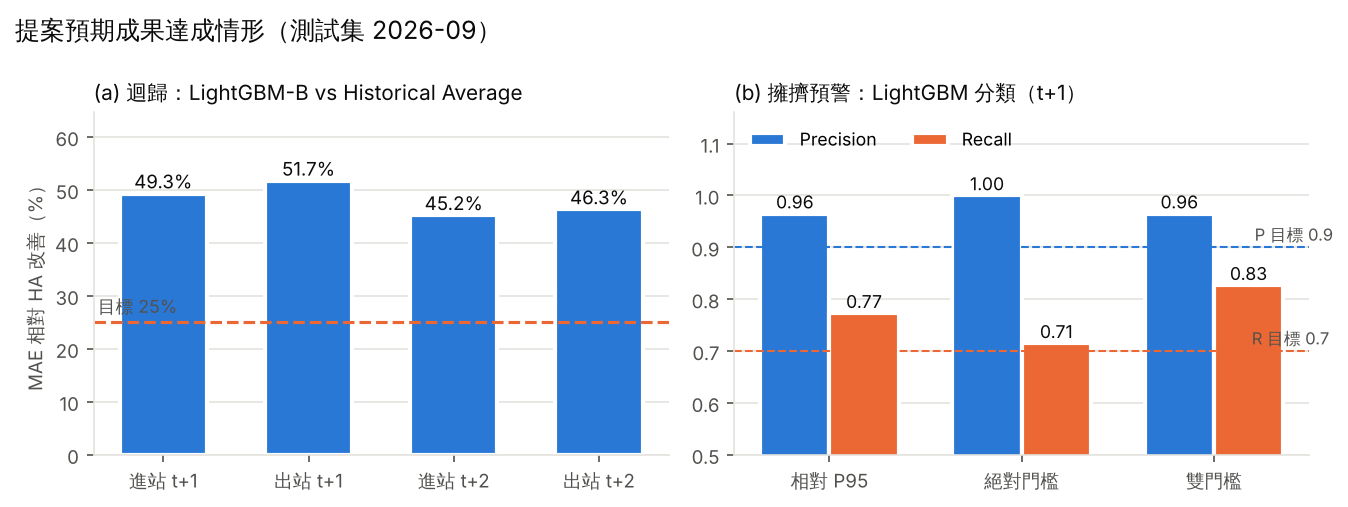 提案預期成果達成情形（測試集 2026-09）
(a) 迴歸：LightGBM-B vs Historical Average
MAE 相對 HA 改善（%）
60
50
40
30
20
10
0
49.3%
51.7%
45.2%
46.3%
目標 25%
進站 t+1
出站 t+1
進站 t+2
出站 t+2
(b) 擁擠預警：LightGBM 分類（t+1）
Precision
Recall
1.1
1.0
0.9
0.8
0.7
0.6
0.5
0.96
0.77
1.00
0.71
0.96
0.83
P 目標 0.9
R 目標 0.7
相對 P95
絕對門檻
雙門檻